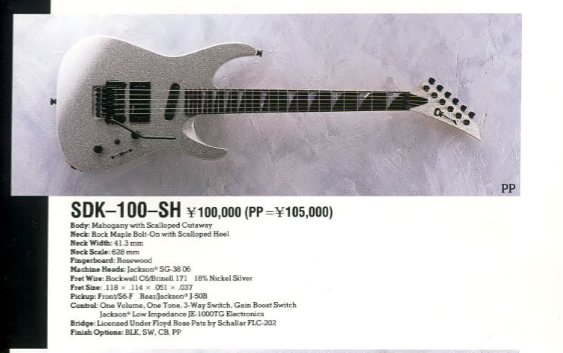 PP
SDK-100-SH ¥100,000 (PP=¥105,000)
Body: Mahogany with Scalloped Cutaway
Neck: Rock Maple Bolt-On with Scalloped Heel
Neck Width: 41.3 mm
Neck Scale: 628 mm
Fingerboard: Rosewood
Machine Heads: Jackson® SG-38 06
Fret Wire: Rockwell C6/Brinell 171 18% Nickel Silver
Fret Size: .118 × .114 × .051 × .037
Pickup: Front/S6-F Rear/Jackson® J-50B
Control: One Volume, One Tone, 3-Way Switch, Gain Boost Switch
Jackson® Low Impedance JE-1000TG Electronics
Bridge: Licensed Under Floyd Rose Pats by Schallar FLC-202
Finish Options: BLK, SW, CB, PP